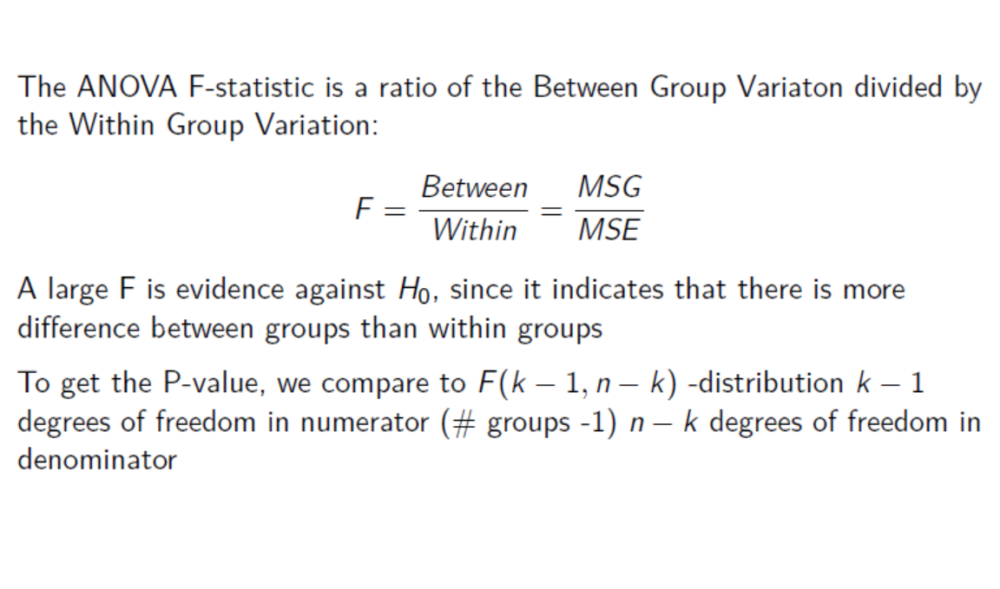 The ANOVA F-statistic is a ratio of the Between Group Variaton divided by
the Within Group Variation:
F = Between / Within = MSG / MSE
A large F is evidence against H₀, since it indicates that there is more
difference between groups than within groups
To get the P-value, we compare to F(k − 1, n − k) -distribution k − 1
degrees of freedom in numerator (# groups -1) n − k degrees of freedom in
denominator